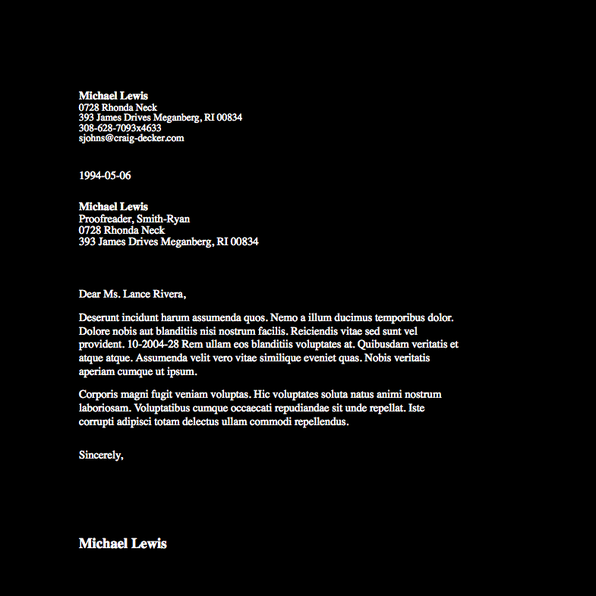 Michael Lewis
0728 Rhonda Neck
393 James Drives Meganberg, RI 00834
308-628-7093x4633
sjohns@craig-decker.com
1994-05-06
Michael Lewis
Proofreader, Smith-Ryan
0728 Rhonda Neck
393 James Drives Meganberg, RI 00834
Dear Ms. Lance Rivera,
Deserunt incidunt harum assumenda quos. Nemo a illum ducimus temporibus dolor.
Dolore nobis aut blanditiis nisi nostrum facilis. Reiciendis vitae sed sunt vel
provident. 10-2004-28 Rem ullam eos blanditiis voluptates at. Quibusdam veritatis et
atque atque. Assumenda velit vero vitae similique eveniet quas. Nobis veritatis
aperiam cumque ut ipsum.
Corporis magni fugit veniam voluptas. Hic voluptates soluta natus animi nostrum
laboriosam. Voluptatibus cumque occaecati repudiandae sit unde repellat. Iste
corrupti adipisci totam delectus ullam commodi repellendus.
Sincerely,
Michael Lewis